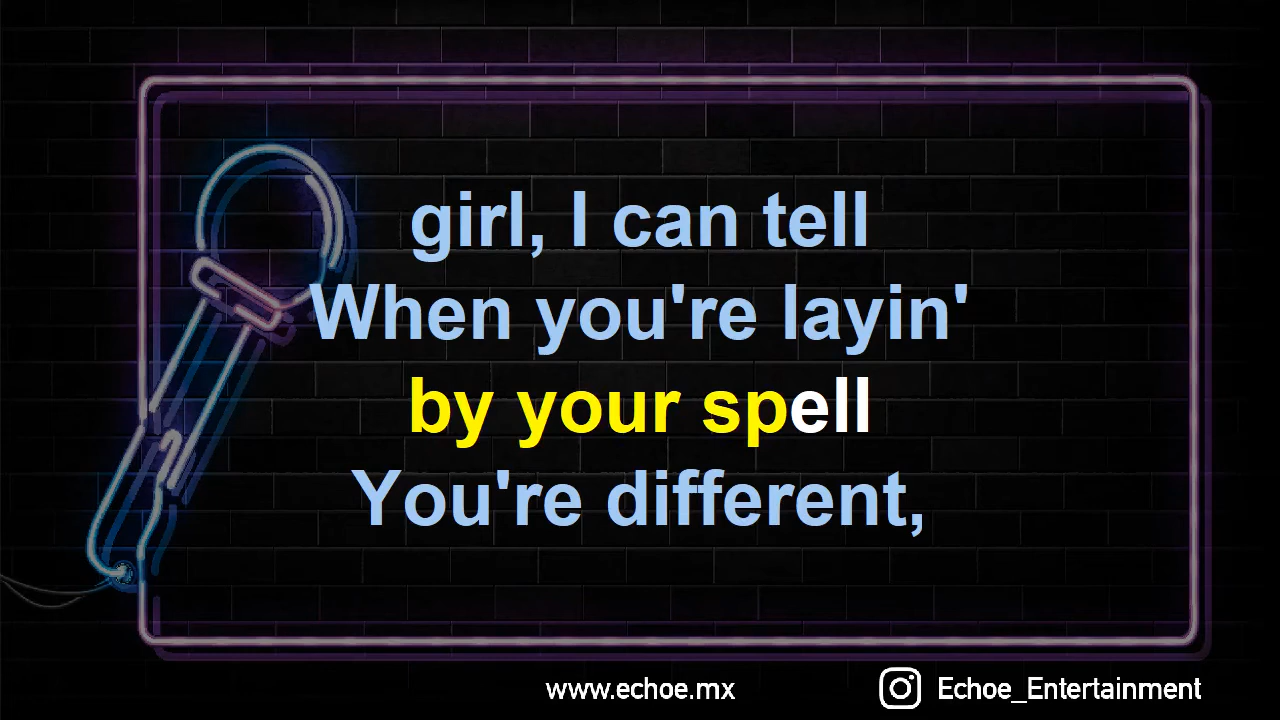 girl, I can tell
When you're layin'
by your spell
You're different,
www.echoe.mx
Echoe_Entertainment